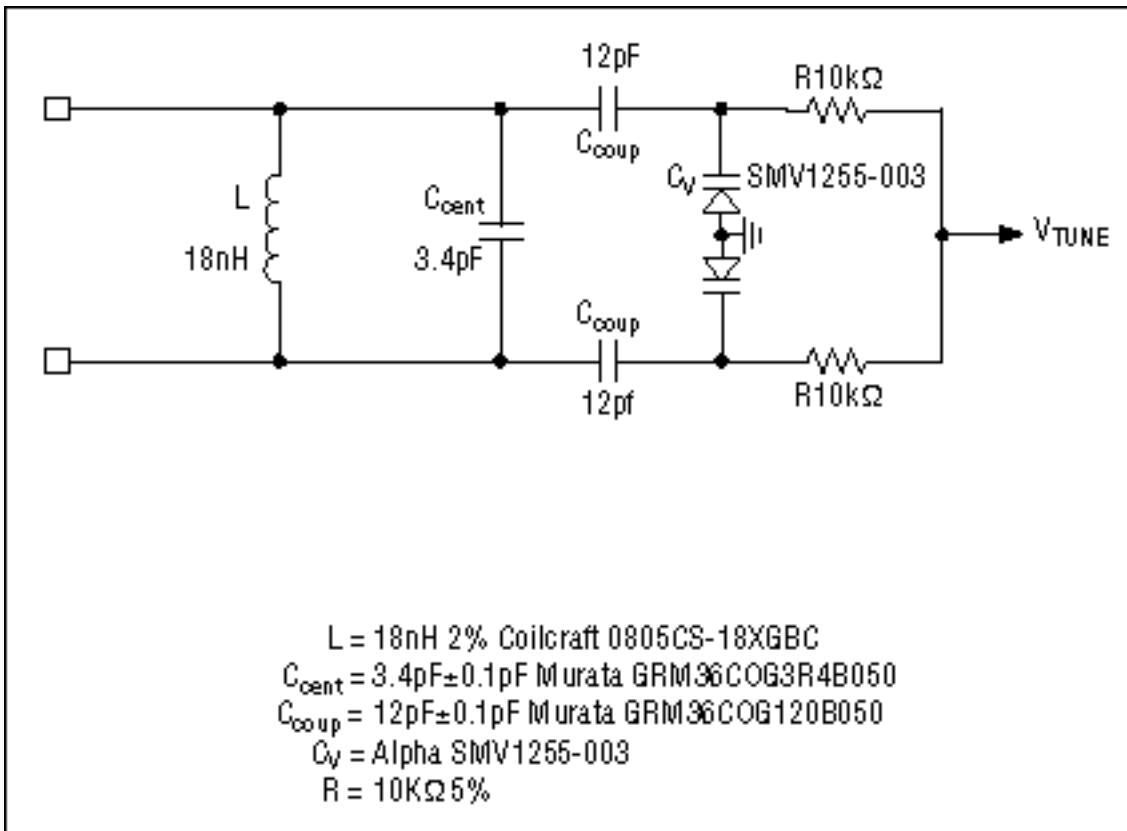 12pF
R10kΩ
Ccoup
L
Ccent
CV
SMV1255-003
18nH
3.4pF
VTUNE
Ccoup
12pf
R10kΩ
L = 18nH 2% Coilcraft 0805CS-18XGBC
Ccent = 3.4pF±0.1pF Murata GRM36COG3R4B050
Ccoup = 12pF±0.1pF Murata GRM36COG120B050
CV = Alpha SMV1255-003
R = 10KΩ 5%